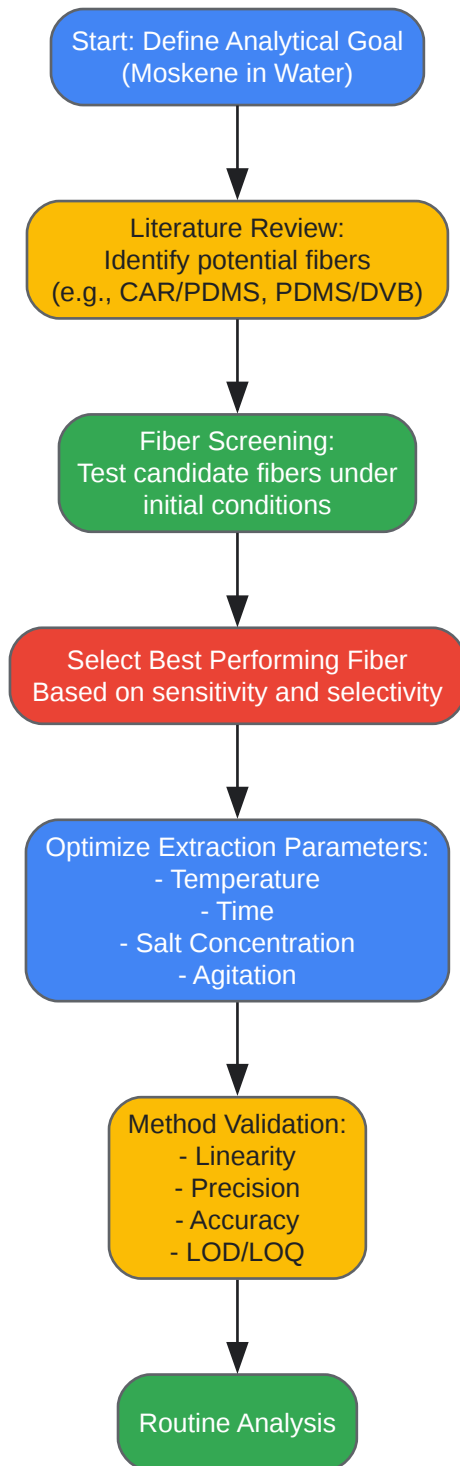 Start: Define Analytical Goal
(Moskene in Water)
Literature Review:
Identify potential fibers
(e.g., CAR/PDMS, PDMS/DVB)
Fiber Screening:
Test candidate fibers under
initial conditions
Select Best Performing Fiber
Based on sensitivity and selectivity
Optimize Extraction Parameters:
- Temperature
- Time
- Salt Concentration
- Agitation
Method Validation:
- Linearity
- Precision
- Accuracy
- LOD/LOQ
Routine Analysis